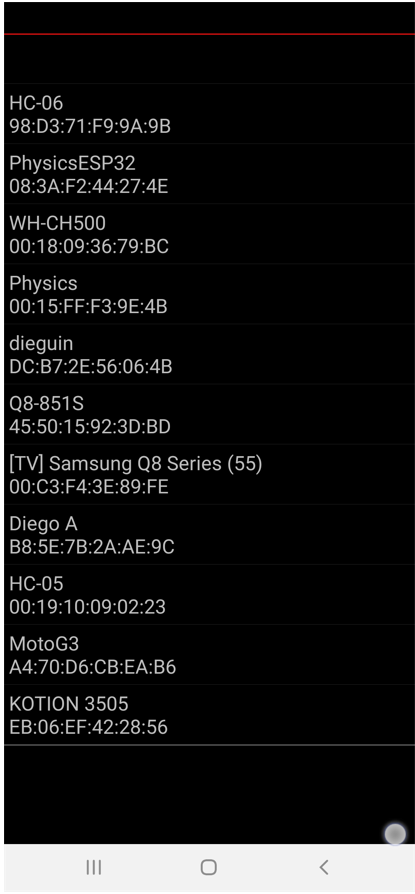 HC-06
98:D3:71:F9:9A:9B
PhysicsESP32
08:3A:F2:44:27:4E
WH-CH500
00:18:09:36:79:BC
Physics
00:15:FF:F3:9E:4B
dieguin
DC:B7:2E:56:06:4B
Q8-851S
45:50:15:92:3D:BD
[TV] Samsung Q8 Series (55)
00:C3:F4:3E:89:FE
Diego A
B8:5E:7B:2A:AE:9C
HC-05
00:19:10:09:02:23
MotoG3
A4:70:D6:CB:EA:B6
KOTION 3505
EB:06:EF:42:28:56